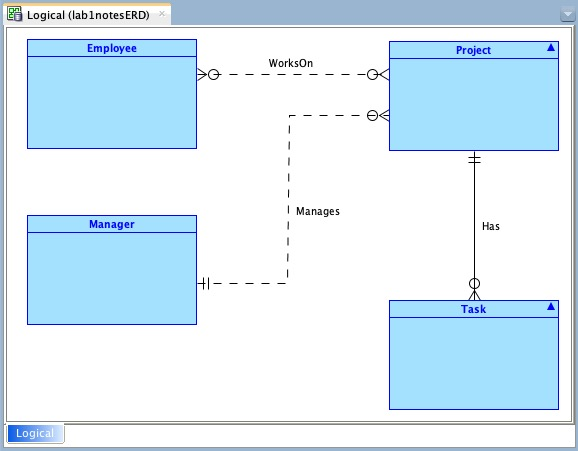 Logical (lab1notesERD)
Employee
Project
WorksOn
Manages
Manager
Has
Task
Logical